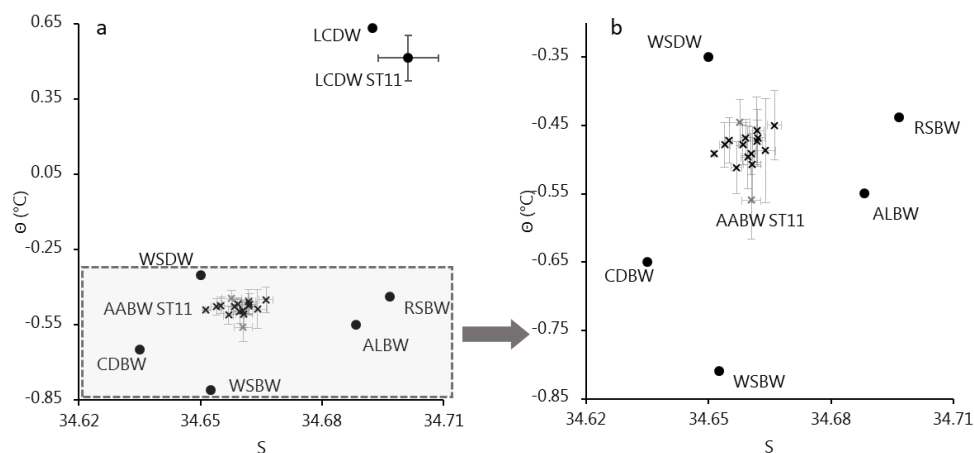 a
0.65
0.35
0.05
-0.25
-0.55
-0.85
Θ (°C)
LCDW
LCDW ST11
WSDW
AABW ST11
RSBW
ALBW
CDBW
WSBW
34.62
34.65
34.68
34.71
S
b
-0.35
-0.45
-0.55
-0.65
-0.75
-0.85
Θ (°C)
WSDW
RSBW
ALBW
AABW ST11
CDBW
WSBW
34.62
34.65
34.68
34.71
S